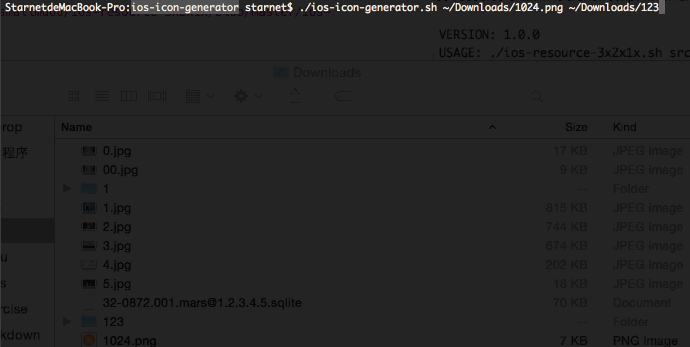 StarnetdeMacBook-Pro:ios-icon-generator starnet$ ./ios-icon-generator.sh ~/Downloads/1024.png ~/Downloads/123
VERSION: 1.0.0
USAGE: ./ios-resource-3x2x1x.sh src
Downloads
rop
程序
u
rcise
kdown
Name Size Kind
0.jpg 17 KB JPEG image
00.jpg 9 KB JPEG image
1 -- Folder
1.jpg 815 KB JPEG image
2.jpg 744 KB JPEG image
3.jpg 674 KB JPEG image
4.jpg 202 KB JPEG image
5.jpg 18 KB JPEG image
32-0872.001.mars@1.2.3.4.5.sqlite 70 KB Document
123 -- Folder
1024.png 7 KB PNG image